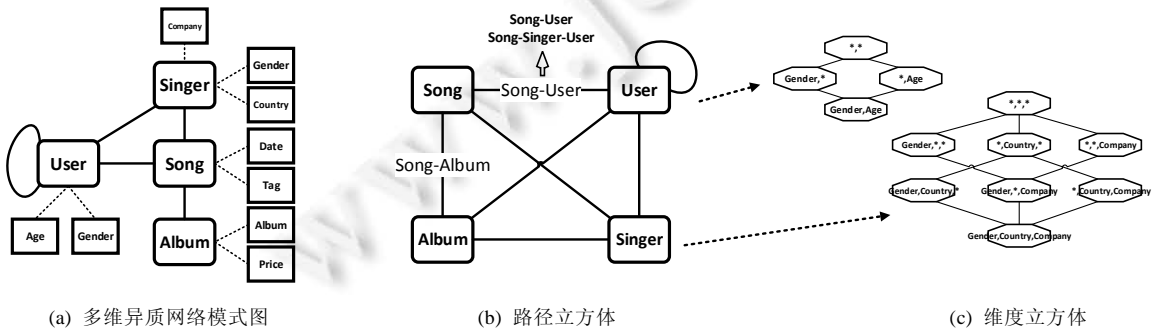 Company
Singer
Gender
Country
User
Song
Date
Tag
Age
Gender
Album
Album
Price
(a) 多维异质网络模式图
Song-User
Song-Singer-User
Song
Song-User
User
Song-Album
Album
Singer
(b) 路径立方体
*,*
Gender,*
*,Age
Gender,Age
*,*,*
Gender,*,*
*,Country,*
*,*,Company
Gender,Country,*
Gender,*,Company
*,Country,Company
Gender,Country,Company
(c) 维度立方体